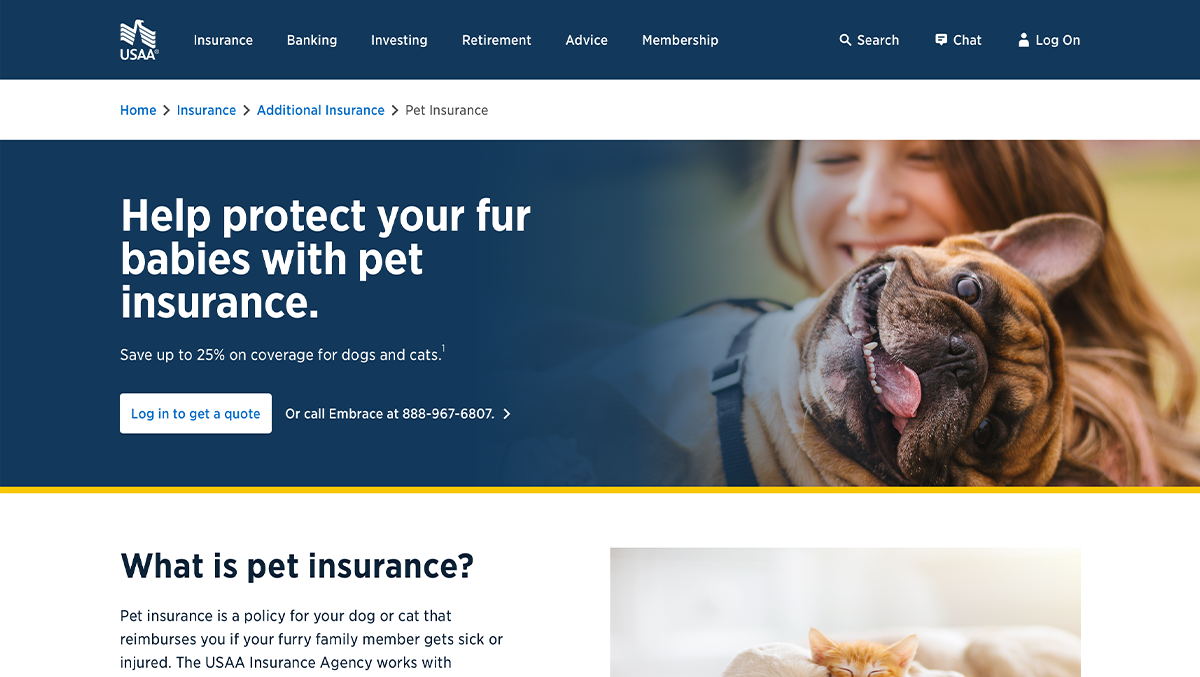 USAA®
Insurance Banking Investing Retirement Advice Membership Search Chat Log On
Home > Insurance > Additional Insurance > Pet Insurance
Help protect your fur
babies with pet
insurance.
Save up to 25% on coverage for dogs and cats.1
Log in to get a quote Or call Embrace at 888-967-6807. >
What is pet insurance?
Pet insurance is a policy for your dog or cat that
reimburses you if your furry family member gets sick or
injured. The USAA Insurance Agency works with